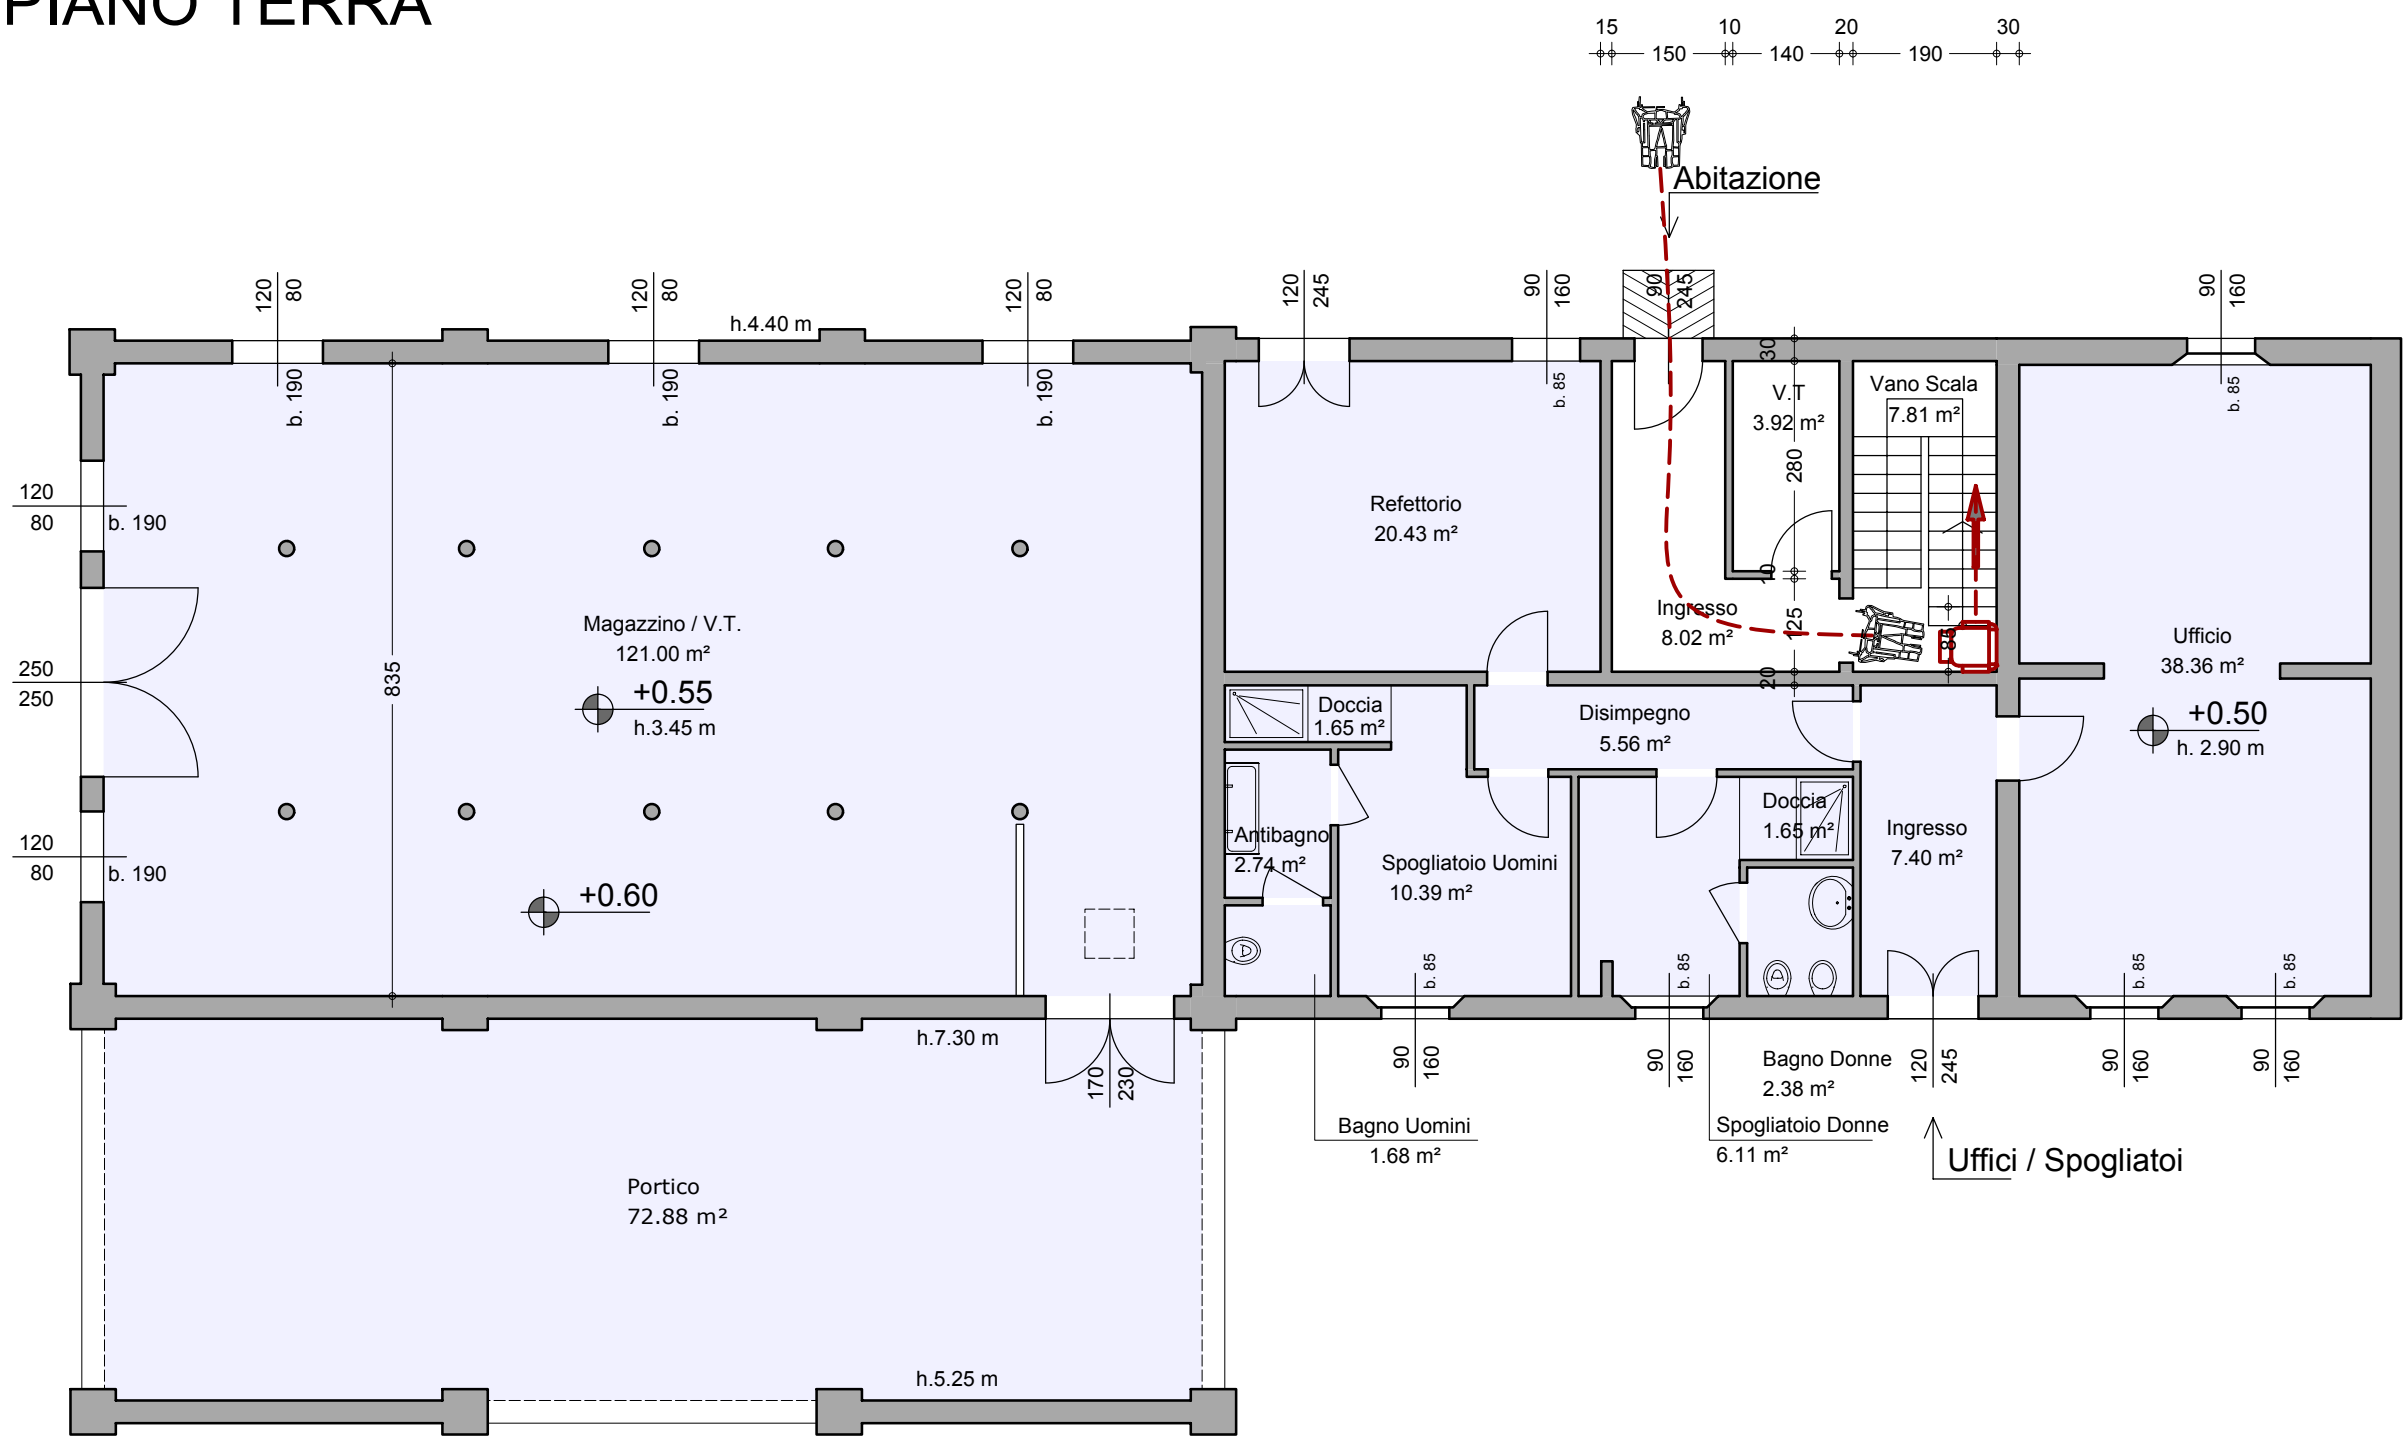 PIANO TERRA
15 10 20 30
150 140 190
Abitazione
120 80
120 80
120 80
120 245
90 160
90 245
90 160
h.4.40 m
b. 190
b. 190
b. 190
b. 85
30
V.T
3.92 m²
Vano Scala
7.81 m²
b. 85
280
120
80
b. 190
Refettorio
20.43 m²
10
Magazzino / V.T.
121.00 m²
Ingresso
8.02 m²
125
85
Ufficio
38.36 m²
250
250
835
+0.55
h.3.45 m
20
Doccia
1.65 m²
Disimpegno
5.56 m²
+0.50
h. 2.90 m
120
80
b. 190
Antibagno
2.74 m²
Spogliatoio Uomini
10.39 m²
Doccia
1.65 m²
Ingresso
7.40 m²
+0.60
b. 85
b. 85
b. 85
b. 85
h.7.30 m
170 230
90 160
90 160
Bagno Donne
2.38 m²
120 245
90 160
90 160
Bagno Uomini
1.68 m²
Spogliatoio Donne
6.11 m²
Uffici / Spogliatoi
Portico
72.88 m²
h.5.25 m